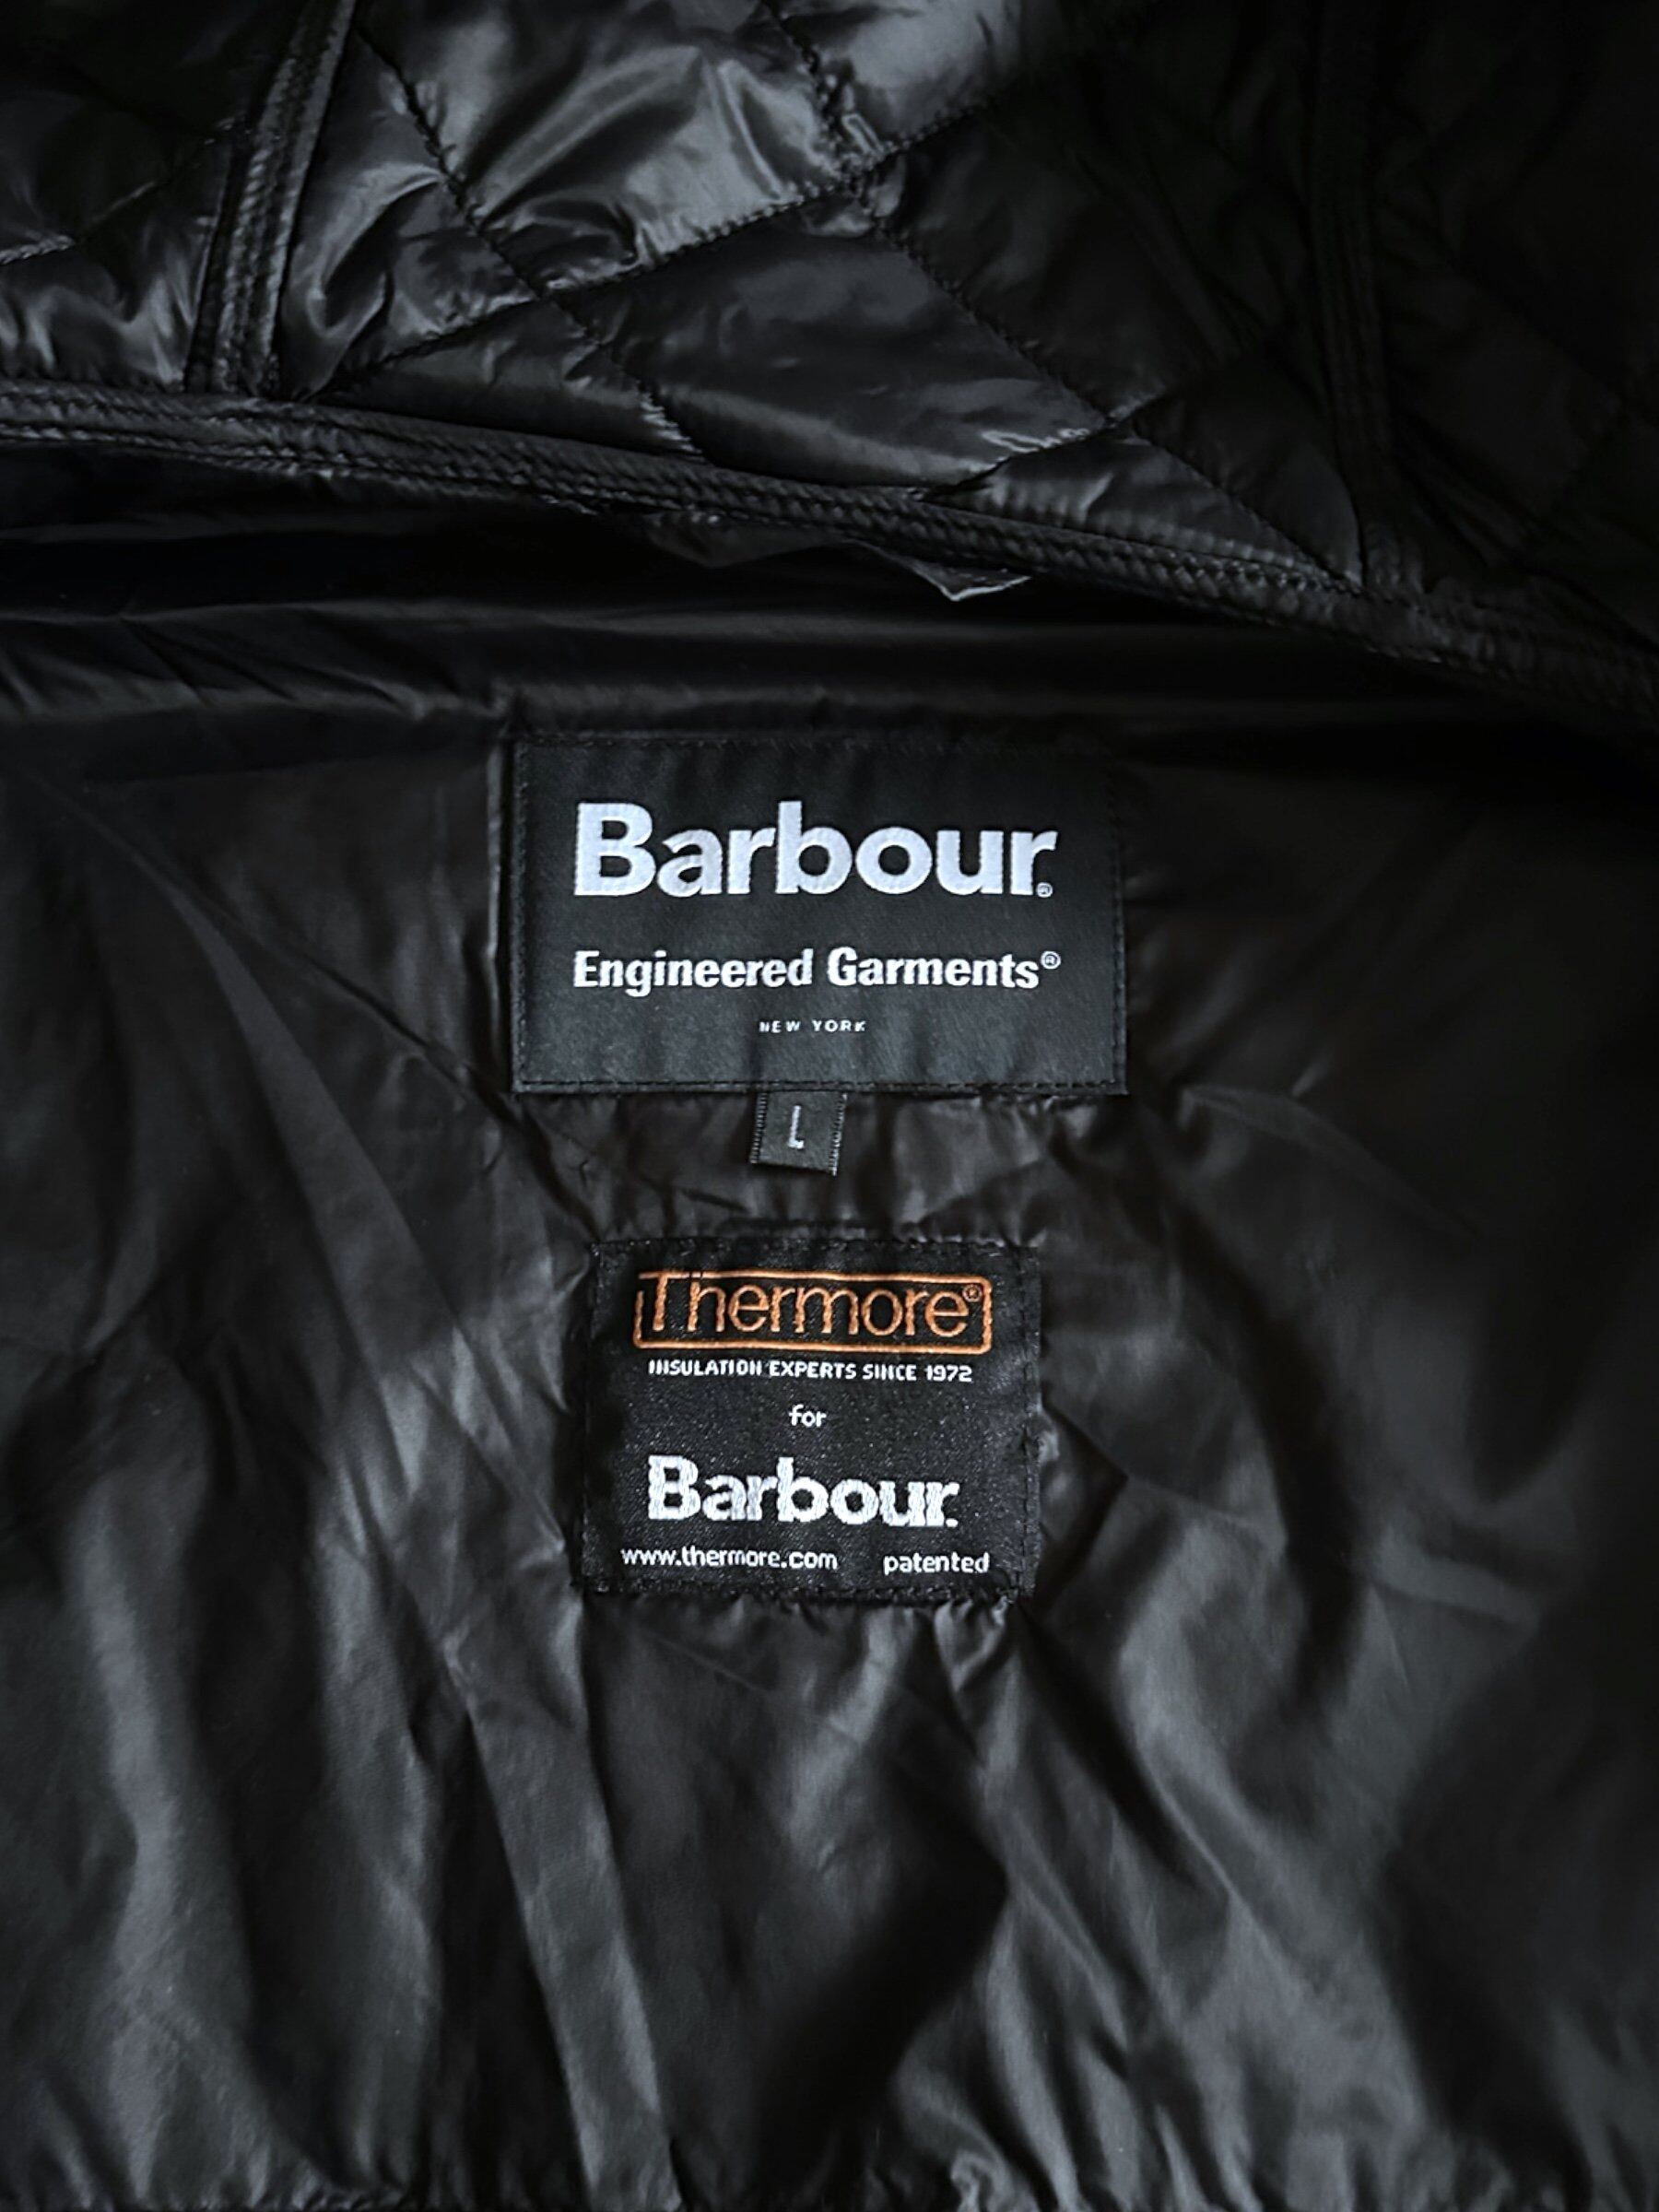 Barbour®
Engineered Garments®
NEW YORK
L
Thermore®
INSULATION EXPERTS SINCE 1972
for
Barbour.
www.thermore.com patented